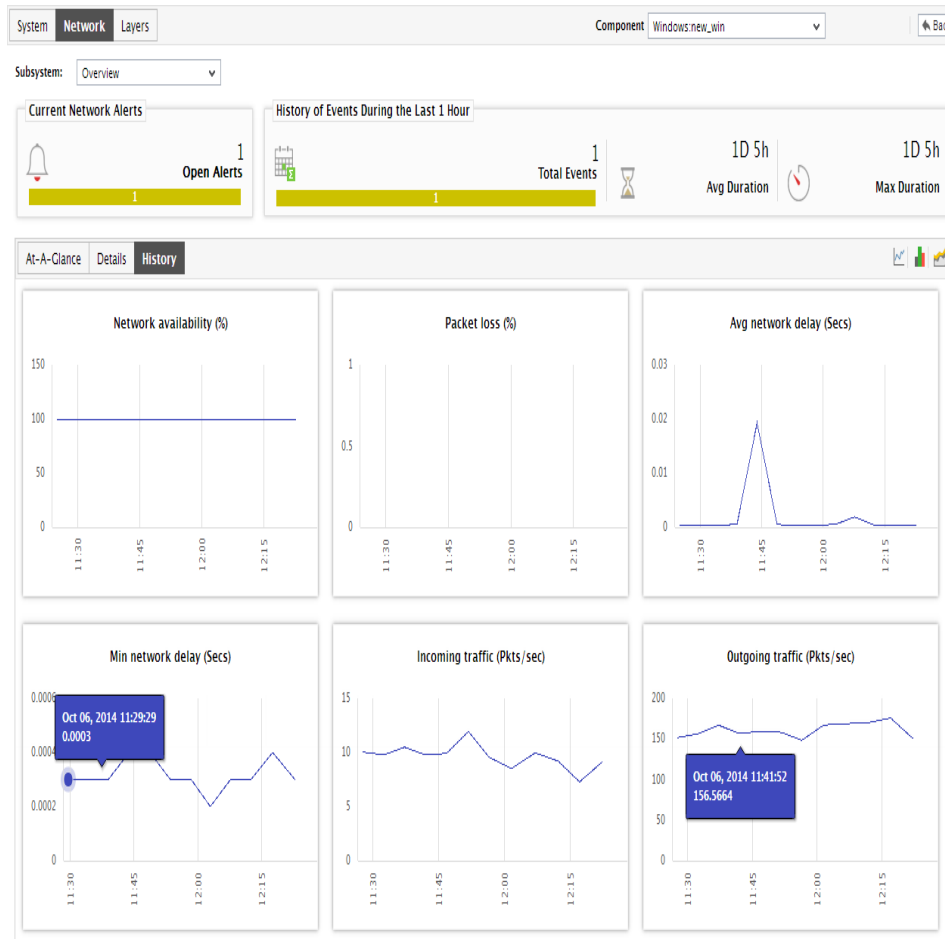 System Network Layers Component Windows:new_win
Subsystem: Overview
Current Network Alerts
1
Open Alerts
1
History of Events During the Last 1 Hour
1
Total Events
1
1D 5h
Avg Duration
1D 5h
Max Duration
At-A-Glance Details History
Network availability (%)
150
100
50
0
11:30 11:45 12:00 12:15
Packet loss (%)
1
0.5
0
11:30 11:45 12:00 12:15
Avg network delay (Secs)
0.03
0.02
0.01
0
11:30 11:45 12:00 12:15
Min network delay (Secs)
0.0006
0.0004
0.0002
0
Oct 06, 2014 11:29:29
0.0003
11:30 11:45 12:00 12:15
Incoming traffic (Pkts/sec)
15
10
5
0
11:30 11:45 12:00 12:15
Outgoing traffic (Pkts/sec)
200
150
100
50
0
Oct 06, 2014 11:41:52
156.5664
11:30 11:45 12:00 12:15